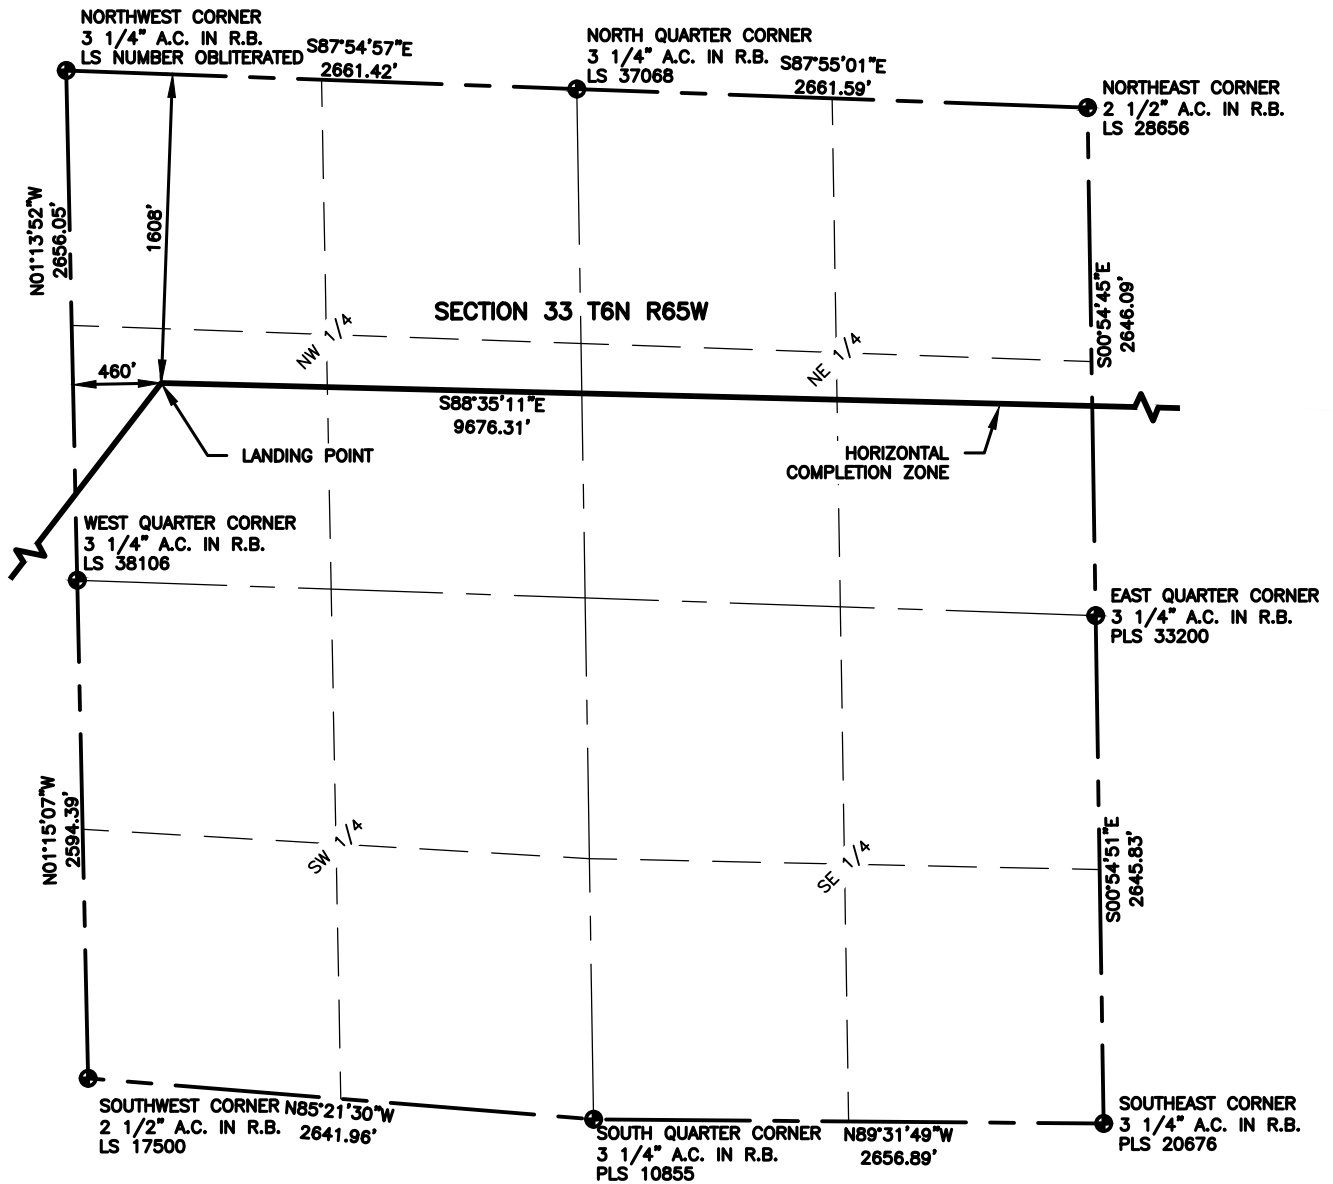 NORTHWEST CORNER
3 1/4" A.C. IN R.B.
LS NUMBER OBLITERATED
S87°54'57"E
2661.42'
NORTH QUARTER CORNER
3 1/4" A.C. IN R.B.
LS 37068
S87°55'01"E
2661.59'
NORTHEAST CORNER
2 1/2" A.C. IN R.B.
LS 28656
N01°13'52"W
2656.05'
1608'
SECTION 33 T6N R65W
S00°54'45"E
2646.09'
NW 1/4
NE 1/4
460'
S88°35'11"E
9676.31'
LANDING POINT
HORIZONTAL
COMPLETION ZONE
WEST QUARTER CORNER
3 1/4" A.C. IN R.B.
LS 38106
EAST QUARTER CORNER
3 1/4" A.C. IN R.B.
PLS 33200
N01°15'07"W
2594.39'
SW 1/4
SE 1/4
S00°54'51"E
2645.83'
SOUTHWEST CORNER
2 1/2" A.C. IN R.B.
LS 17500
N85°21'30"W
2641.96'
SOUTH QUARTER CORNER
3 1/4" A.C. IN R.B.
PLS 10855
N89°31'49"W
2656.89'
SOUTHEAST CORNER
3 1/4" A.C. IN R.B.
PLS 20676